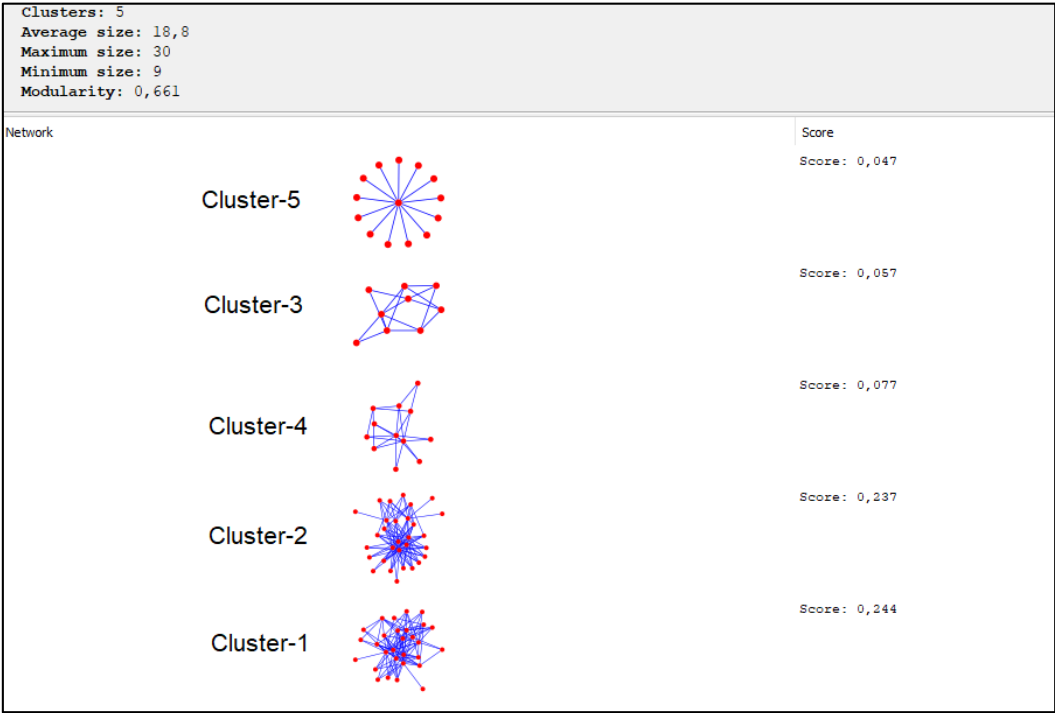 Clusters: 5
Average size: 18,8
Maximum size: 30
Minimum size: 9
Modularity: 0,661
Network Score
Cluster-5 Score: 0,047
Cluster-3 Score: 0,057
Cluster-4 Score: 0,077
Cluster-2 Score: 0,237
Cluster-1 Score: 0,244